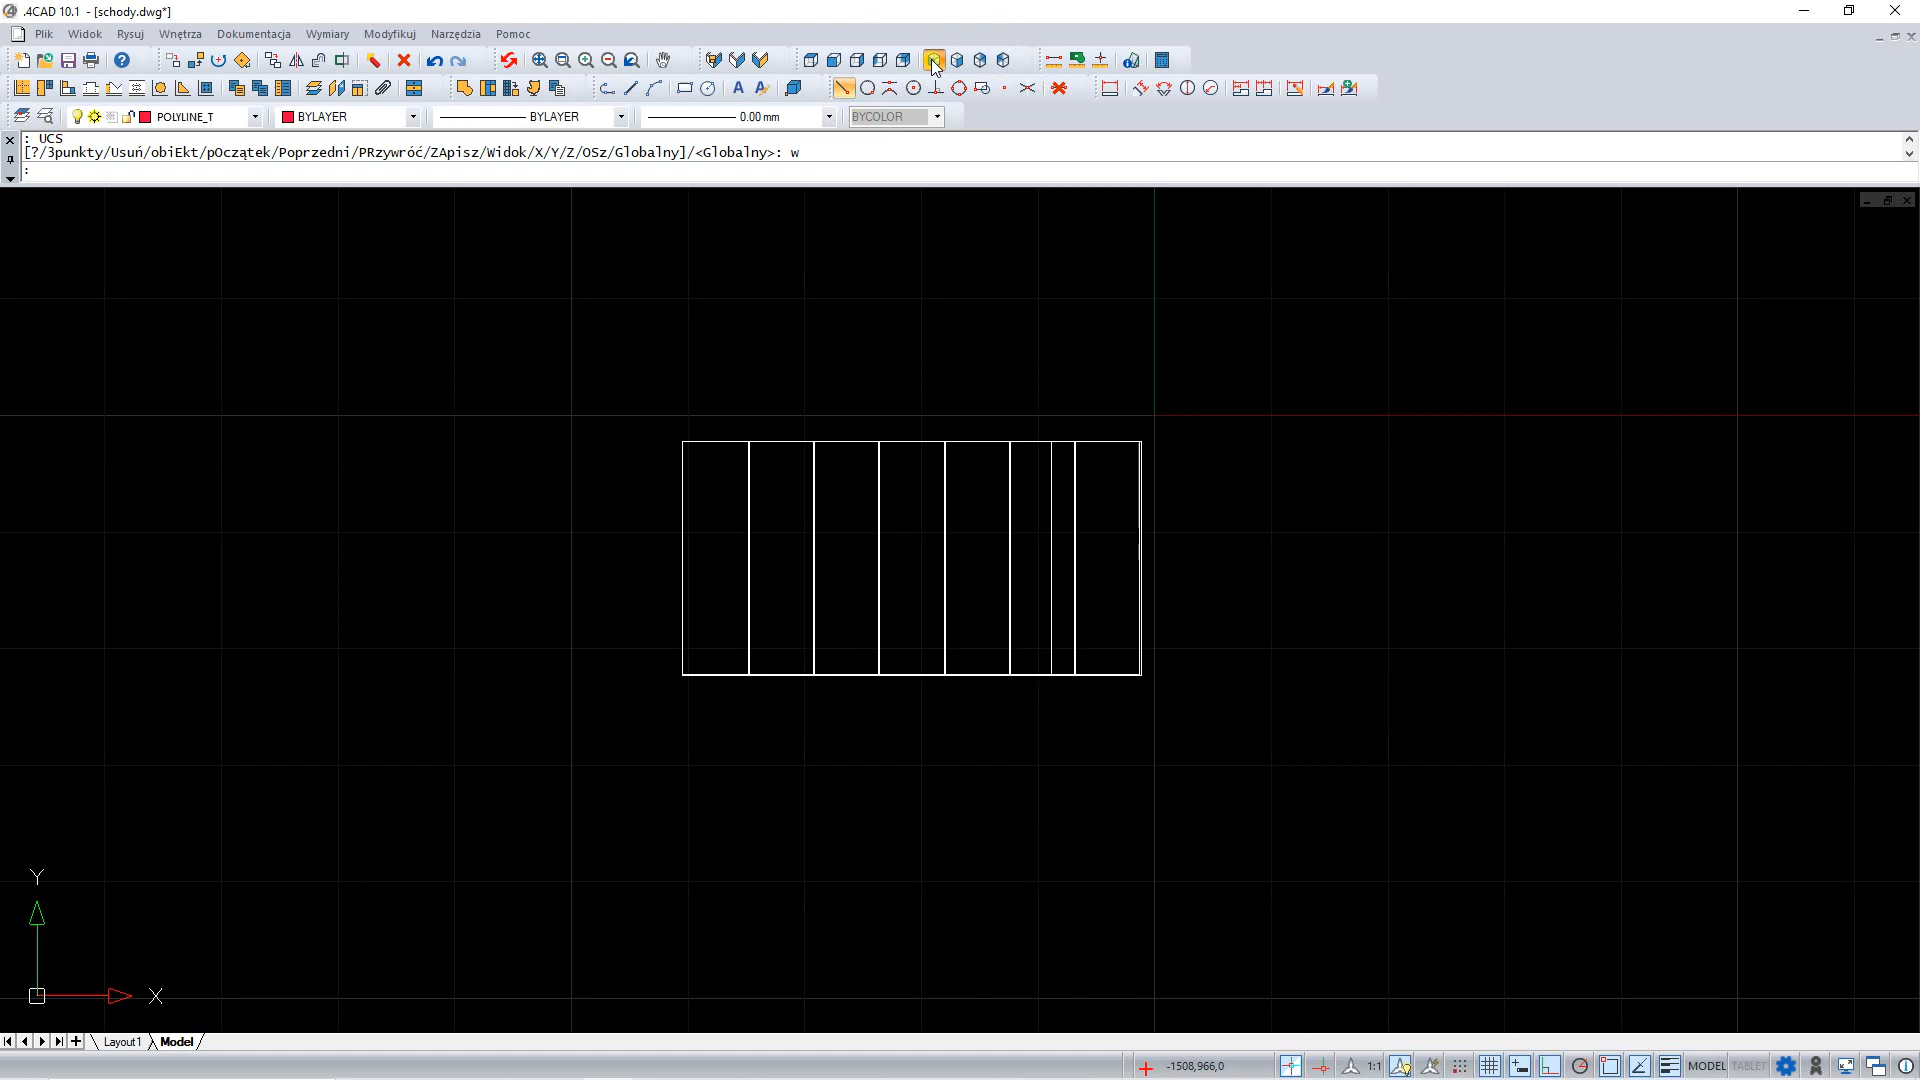 .4CAD 10.1 - [schody.dwg*]
Plik Widok Rysuj Wnętrza Dokumentacja Wymiary Modyfikuj Narzędzia Pomoc
POLYLINE_T BYLAYER BYLAYER 0.00 mm BYCOLOR
: UCS
[?/3punkty/Usuń/obiEkt/pOczątek/Poprzedni/PRzywróć/ZApisz/Widok/X/Y/Z/OSz/Globalny]/<Globalny>: w
:
Y
X
Layout1 Model
-1508,966,0 1:1 MODEL TABLET